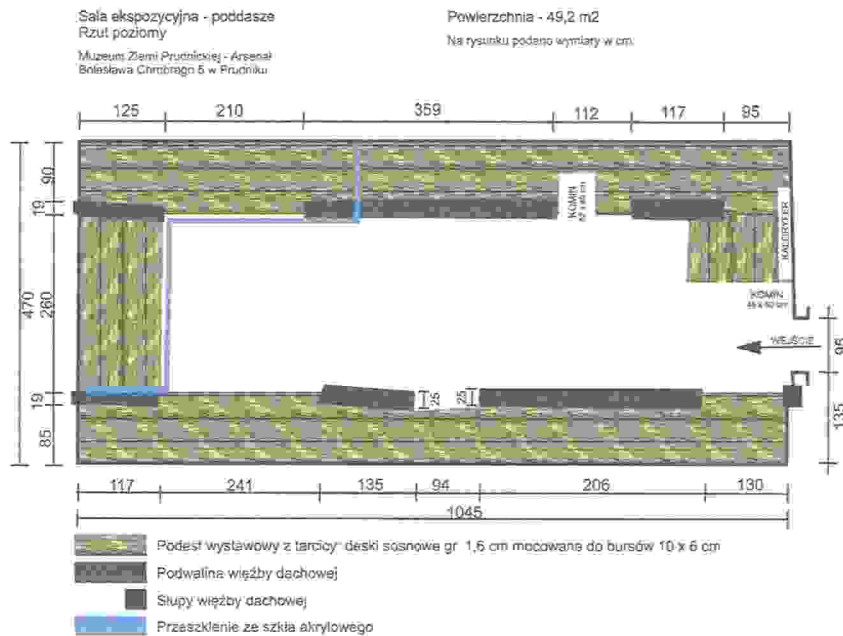 Sala ekspozycyjna - poddasze
Rzut poziomy
Muzeum Ziemi Prudnickiej - Arsenał
Bolesława Chrobrego 5 w Prudniku
Powierzchnia - 49,2 m2
Na rysunku podano wymiary w cm.
125 210 359 112 117 95
90
19
470
260
19
85
KOMIN
KALORYFER
KOMIN
WEJŚCIE
95
135
25
25
117 241 135 94 206 130
1045
Podest wystawowy z tarcicy" deski sosnowe gr 1,6 cm mocowane do bursów 10 x 6 cm
Podwalina więźby dachowej
Słupy więźby dachowej
Przeszklenie ze szkła akrylowego